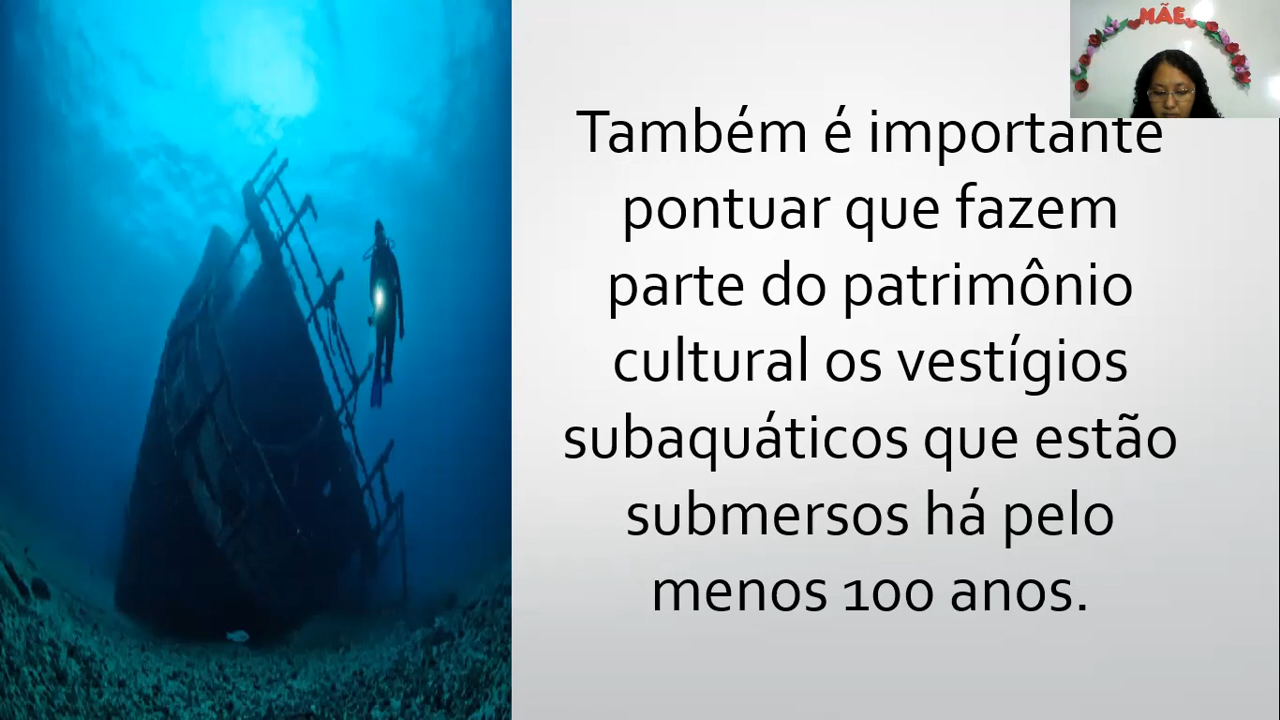 MÃE
Também é importante
pontuar que fazem
parte do patrimônio
cultural os vestígios
subaquáticos que estão
submersos há pelo
menos 100 anos.